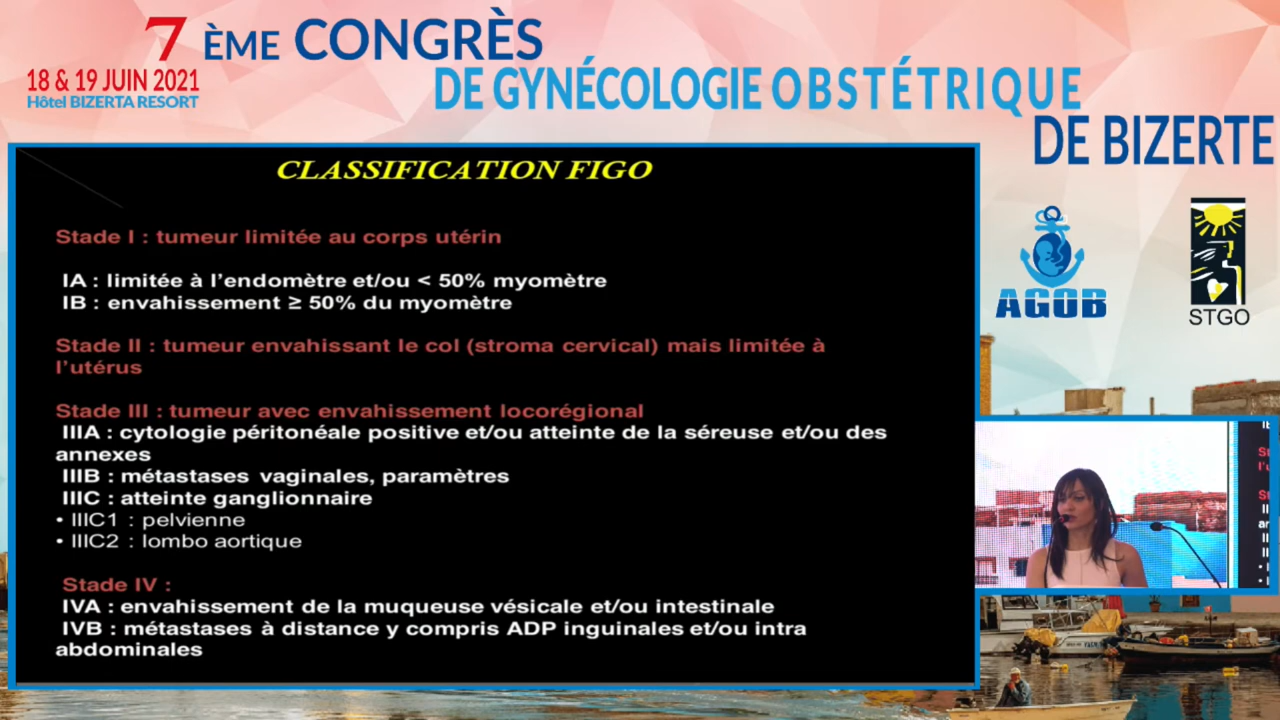 7 ÈME CONGRÈS
18 & 19 JUIN 2021
Hôtel BIZERTA RESORT
DE GYNÉCOLOGIE OBSTÉTRIQUE
DE BIZERTE
CLASSIFICATION FIGO
Stade I : tumeur limitée au corps utérin
IA : limitée à l'endomètre et/ou < 50% myomètre
IB : envahissement ≥ 50% du myomètre
Stade II : tumeur envahissant le col (stroma cervical) mais limitée à
l'utérus
Stade III : tumeur avec envahissement locorégional
IIIA : cytologie péritonéale positive et/ou atteinte de la séreuse et/ou des
annexes
IIIB : métastases vaginales, paramètres
IIIC : atteinte ganglionnaire
• IIIC1 : pelvienne
• IIIC2 : lombo aortique
Stade IV :
IVA : envahissement de la muqueuse vésicale et/ou intestinale
IVB : métastases à distance y compris ADP inguinales et/ou intra
abdominales
AGOB
STGO